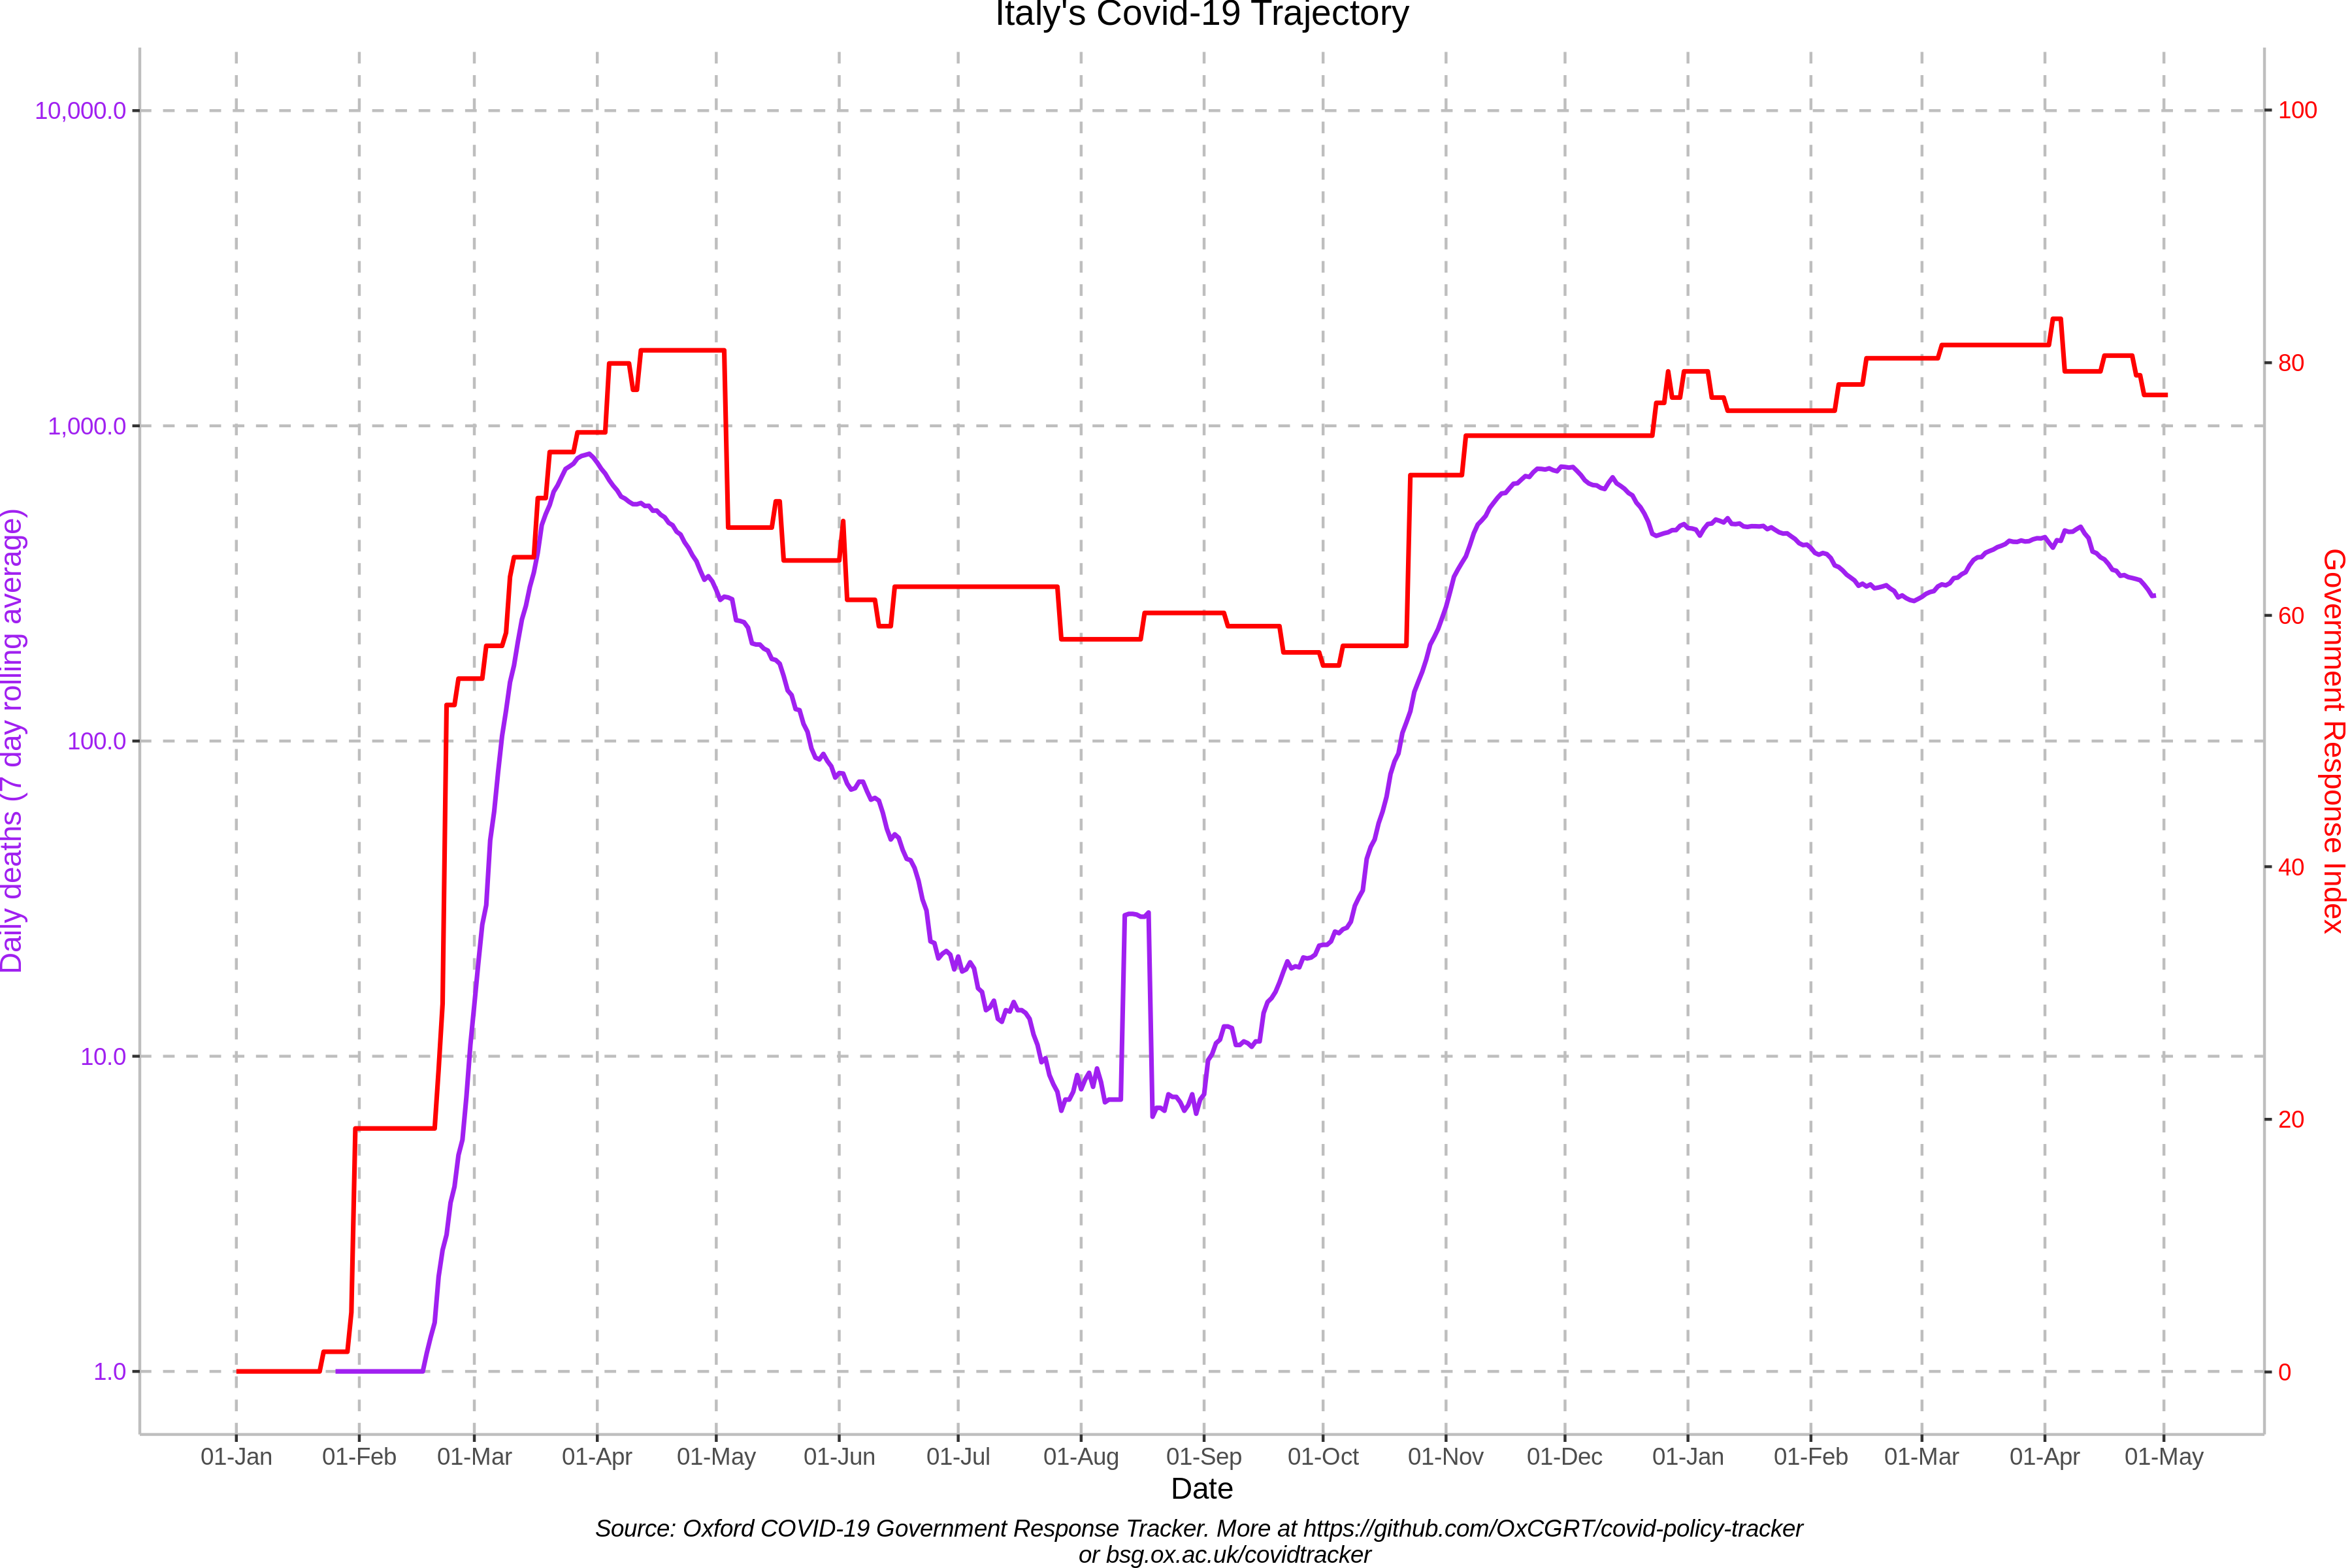 Italy's Covid-19 Trajectory
10,000.0
1,000.0
100.0
10.0
1.0
Daily deaths (7 day rolling average)
100
80
60
40
20
0
Government Response Index
01-Jan 01-Feb 01-Mar 01-Apr 01-May 01-Jun 01-Jul 01-Aug 01-Sep 01-Oct 01-Nov 01-Dec 01-Jan 01-Feb 01-Mar 01-Apr 01-May
Date
Source: Oxford COVID-19 Government Response Tracker. More at https://github.com/OxCGRT/covid-policy-tracker
or bsg.ox.ac.uk/covidtracker